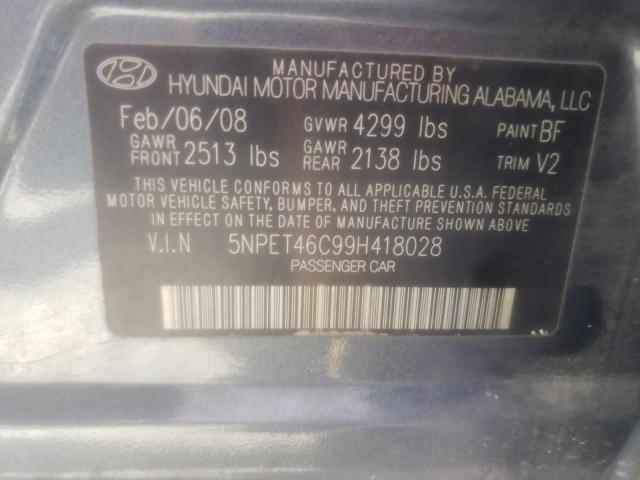 MANUFACTURED BY
HYUNDAI MOTOR MANUFACTURING ALABAMA, LLC
Feb/06/08 GVWR 4299 lbs PAINT BF
GAWR FRONT 2513 lbs GAWR REAR 2138 lbs TRIM V2
THIS VEHICLE CONFORMS TO ALL APPLICABLE U.S.A. FEDERAL
MOTOR VEHICLE SAFETY, BUMPER, AND THEFT PREVENTION
STANDARDS IN EFFECT ON THE DATE OF MANUFACTURE SHOWN ABOVE
V.I.N 5NPET46C99H418028
PASSENGER CAR